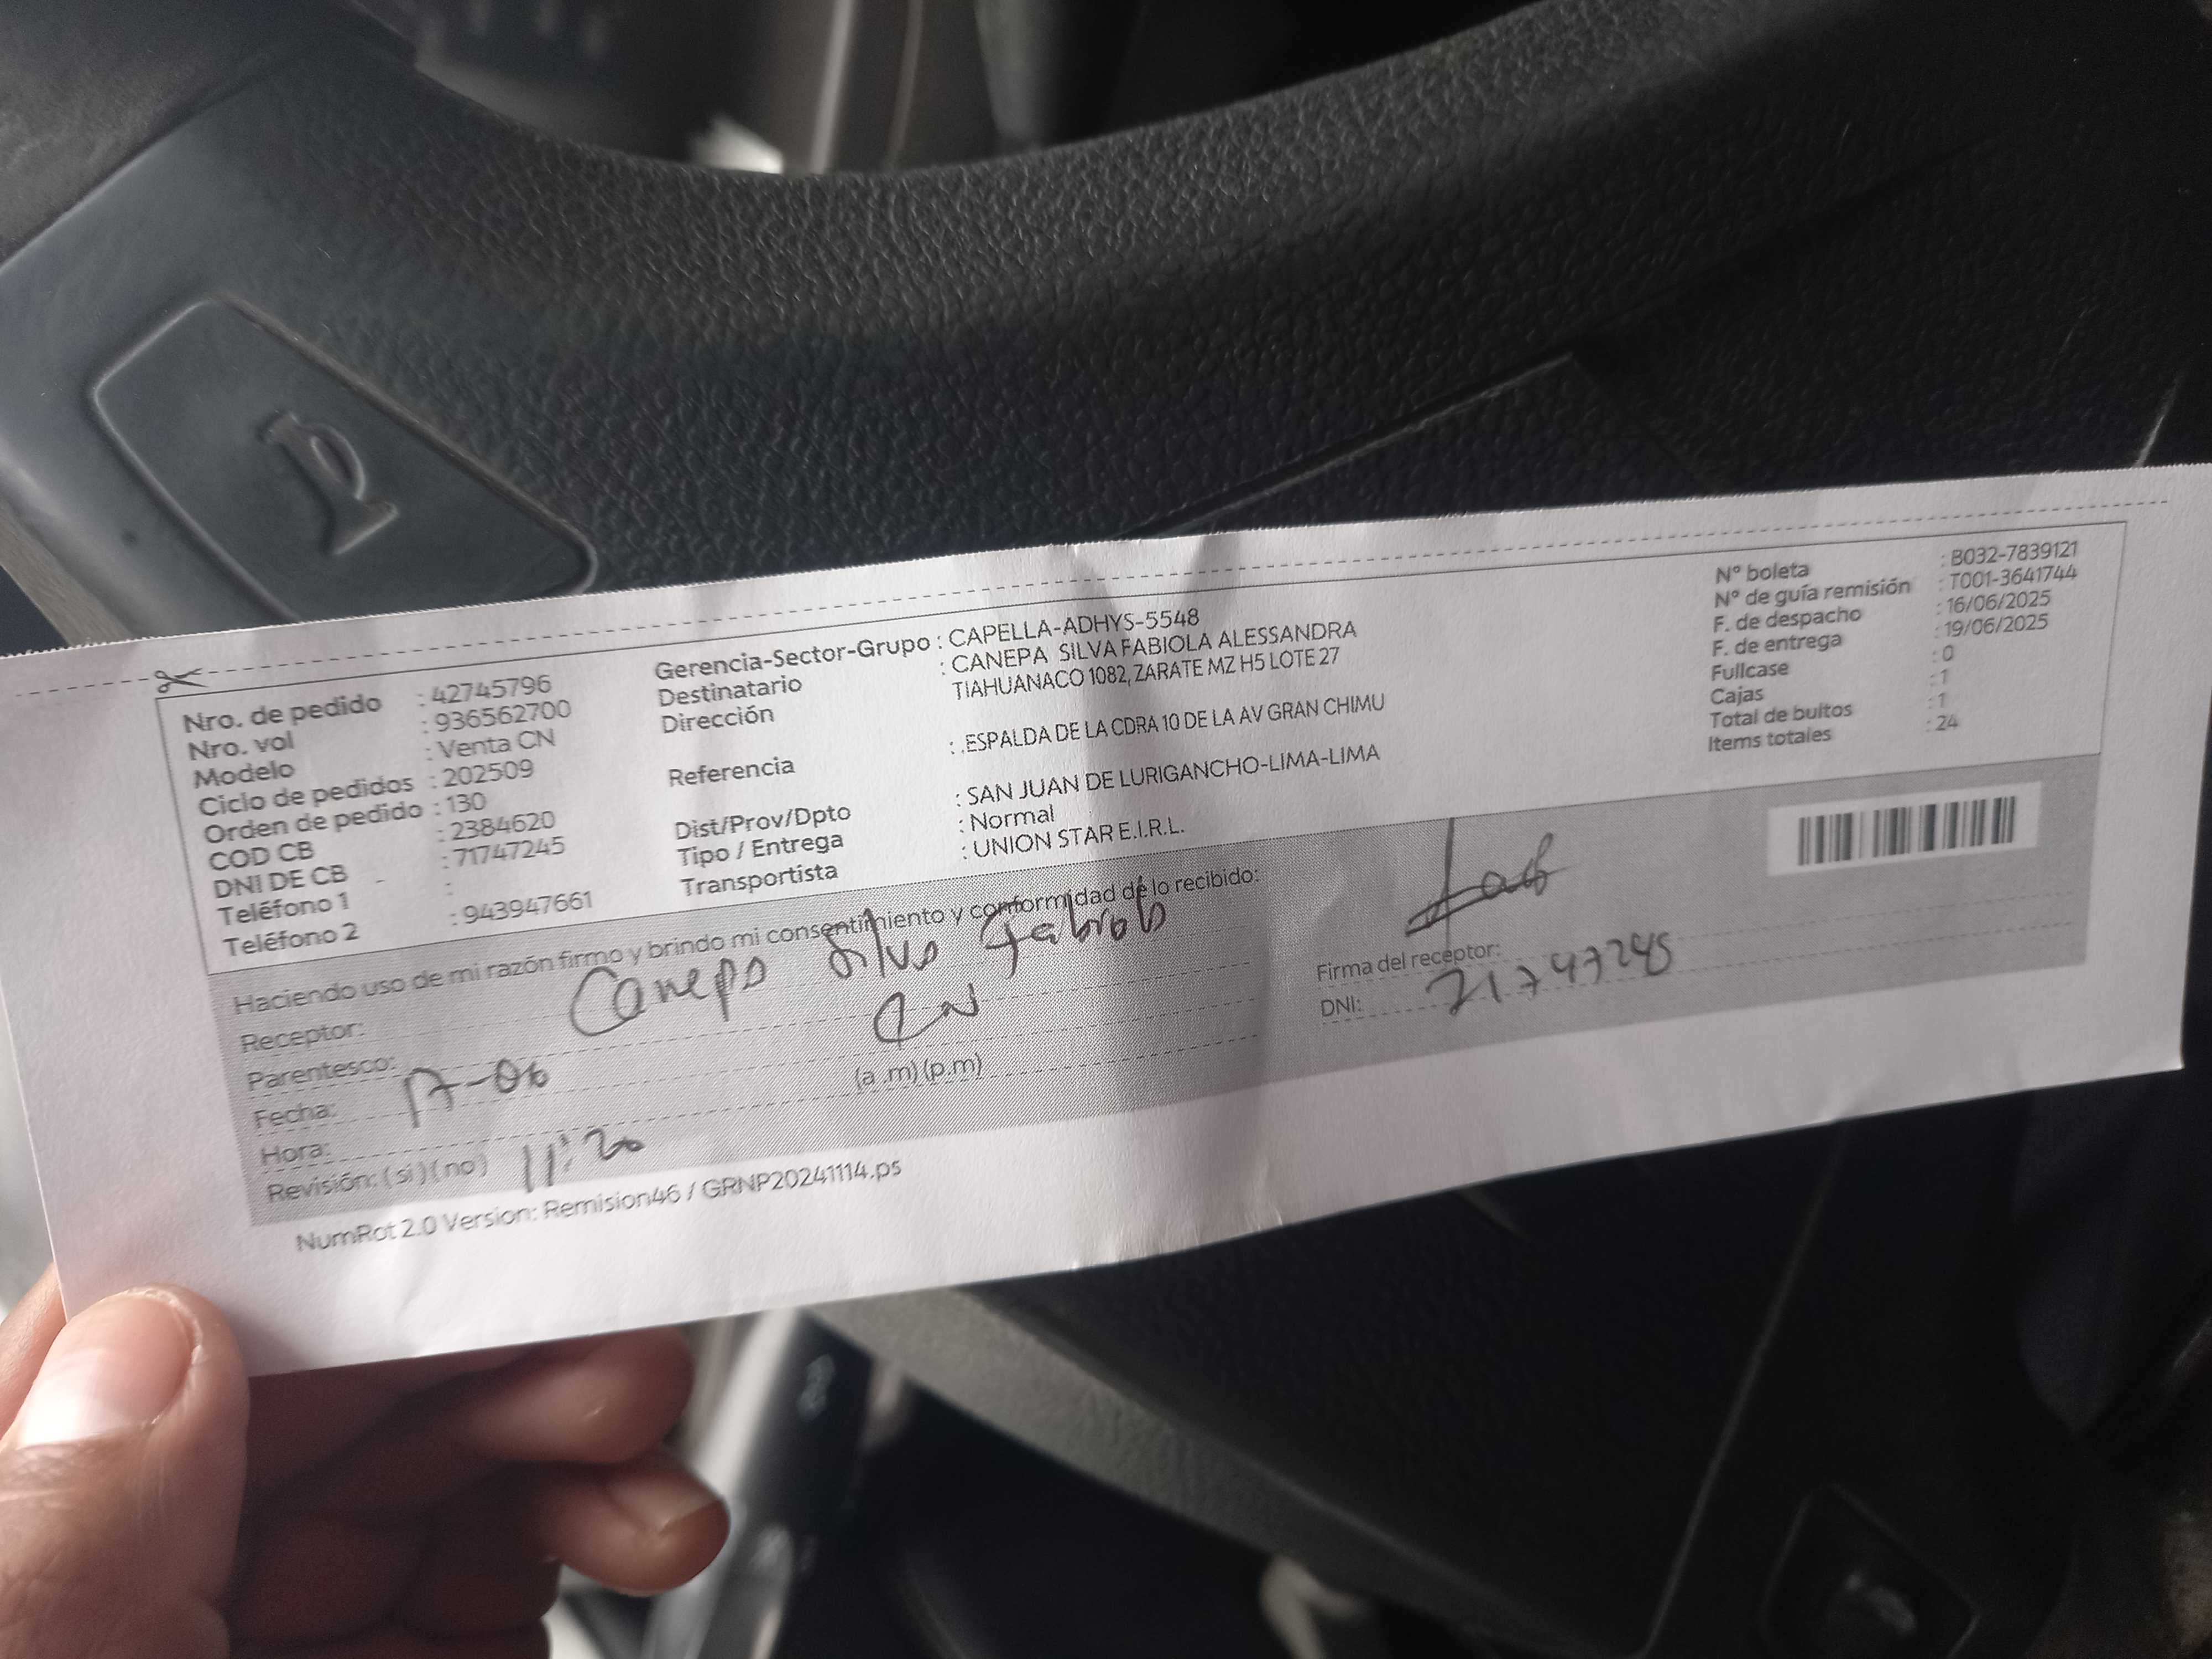 Nro. de pedido : 42745796
Nro. vol : 936562700
Modelo : Venta CN
Ciclo de pedidos : 202509
Orden de pedido : 130
COD CB : 2384620
DNI DE CB : 71747245
Teléfono 1 :
Teléfono 2 : 943947661
Gerencia-Sector-Grupo : CAPELLA-ADHYS-5548
Destinatario : CANEPA SILVA FABIOLA ALESSANDRA
Dirección TIAHUANACO 1082, ZARATE MZ H5 LOTE 27
Referencia : .ESPALDA DE LA CDRA 10 DE LA AV GRAN CHIMU
Dist/Prov/Dpto : SAN JUAN DE LURIGANCHO-LIMA-LIMA
Tipo / Entrega : Normal
Transportista : UNION STAR E.I.R.L.
N° boleta : B032-7839121
N° de guía remisión : T001-3641744
F. de despacho : 16/06/2025
F. de entrega : 19/06/2025
Fullcase : 0
Cajas : 1
Total de bultos : 1
Items totales : 24
Haciendo uso de mi razón firmo y brindo mi consentimiento y conformidad de lo recibido:
Receptor: Canepa Silva Fabiola
Parentesco: CN
Fecha: 17-06
Hora: 11:20 (a .m) (p.m)
Revisión: (si) (no)
Firma del receptor:
DNI: 71747245
NumRot 2.0 Version: Remision46 / GRNP20241114.ps